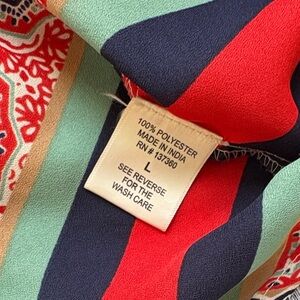 100% POLYESTER
MADE IN INDIA
RN # 137360
L
SEE REVERSE
FOR THE
WASH CARE